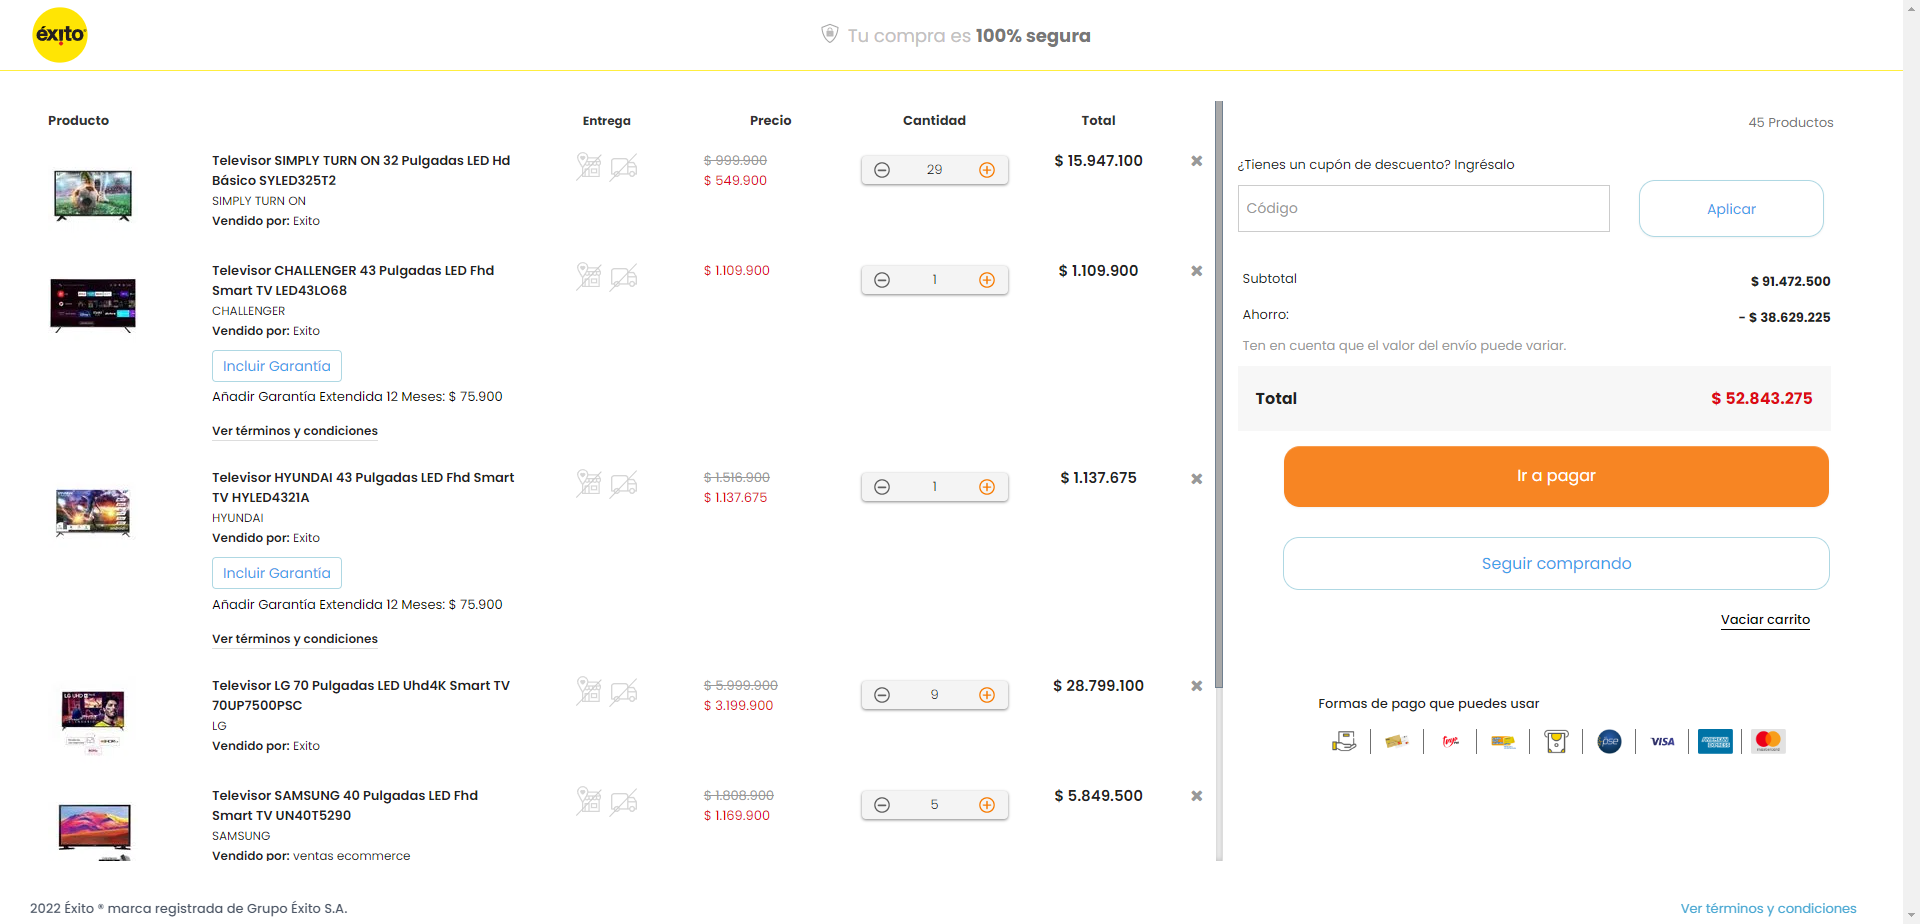 éxito
Tu compra es 100% segura
Producto Entrega Precio Cantidad Total
Televisor SIMPLY TURN ON 32 Pulgadas LED Hd
Básico SYLED325T2
SIMPLY TURN ON
Vendido por: Exito
$ 999.900
$ 549.900
29
$ 15.947.100
Televisor CHALLENGER 43 Pulgadas LED Fhd
Smart TV LED43LO68
CHALLENGER
Vendido por: Exito
$ 1.109.900
1
$ 1.109.900
Incluir Garantía
Añadir Garantía Extendida 12 Meses: $ 75.900
Ver términos y condiciones
Televisor HYUNDAI 43 Pulgadas LED Fhd Smart
TV HYLED4321A
HYUNDAI
Vendido por: Exito
$ 1.516.900
$ 1.137.675
1
$ 1.137.675
Incluir Garantía
Añadir Garantía Extendida 12 Meses: $ 75.900
Ver términos y condiciones
Televisor LG 70 Pulgadas LED Uhd4K Smart TV
70UP7500PSC
LG
Vendido por: Exito
$ 5.999.900
$ 3.199.900
9
$ 28.799.100
Televisor SAMSUNG 40 Pulgadas LED Fhd
Smart TV UN40T5290
SAMSUNG
Vendido por: ventas ecommerce
$ 1.808.900
$ 1.169.900
5
$ 5.849.500
45 Productos
¿Tienes un cupón de descuento? Ingrésalo
Código
Aplicar
Subtotal $ 91.472.500
Ahorro: - $ 38.629.225
Ten en cuenta que el valor del envío puede variar.
Total $ 52.843.275
Ir a pagar
Seguir comprando
Vaciar carrito
Formas de pago que puedes usar
pse
VISA
AMERICAN EXPRESS
2022 Éxito ® marca registrada de Grupo Éxito S.A.
Ver términos y condiciones